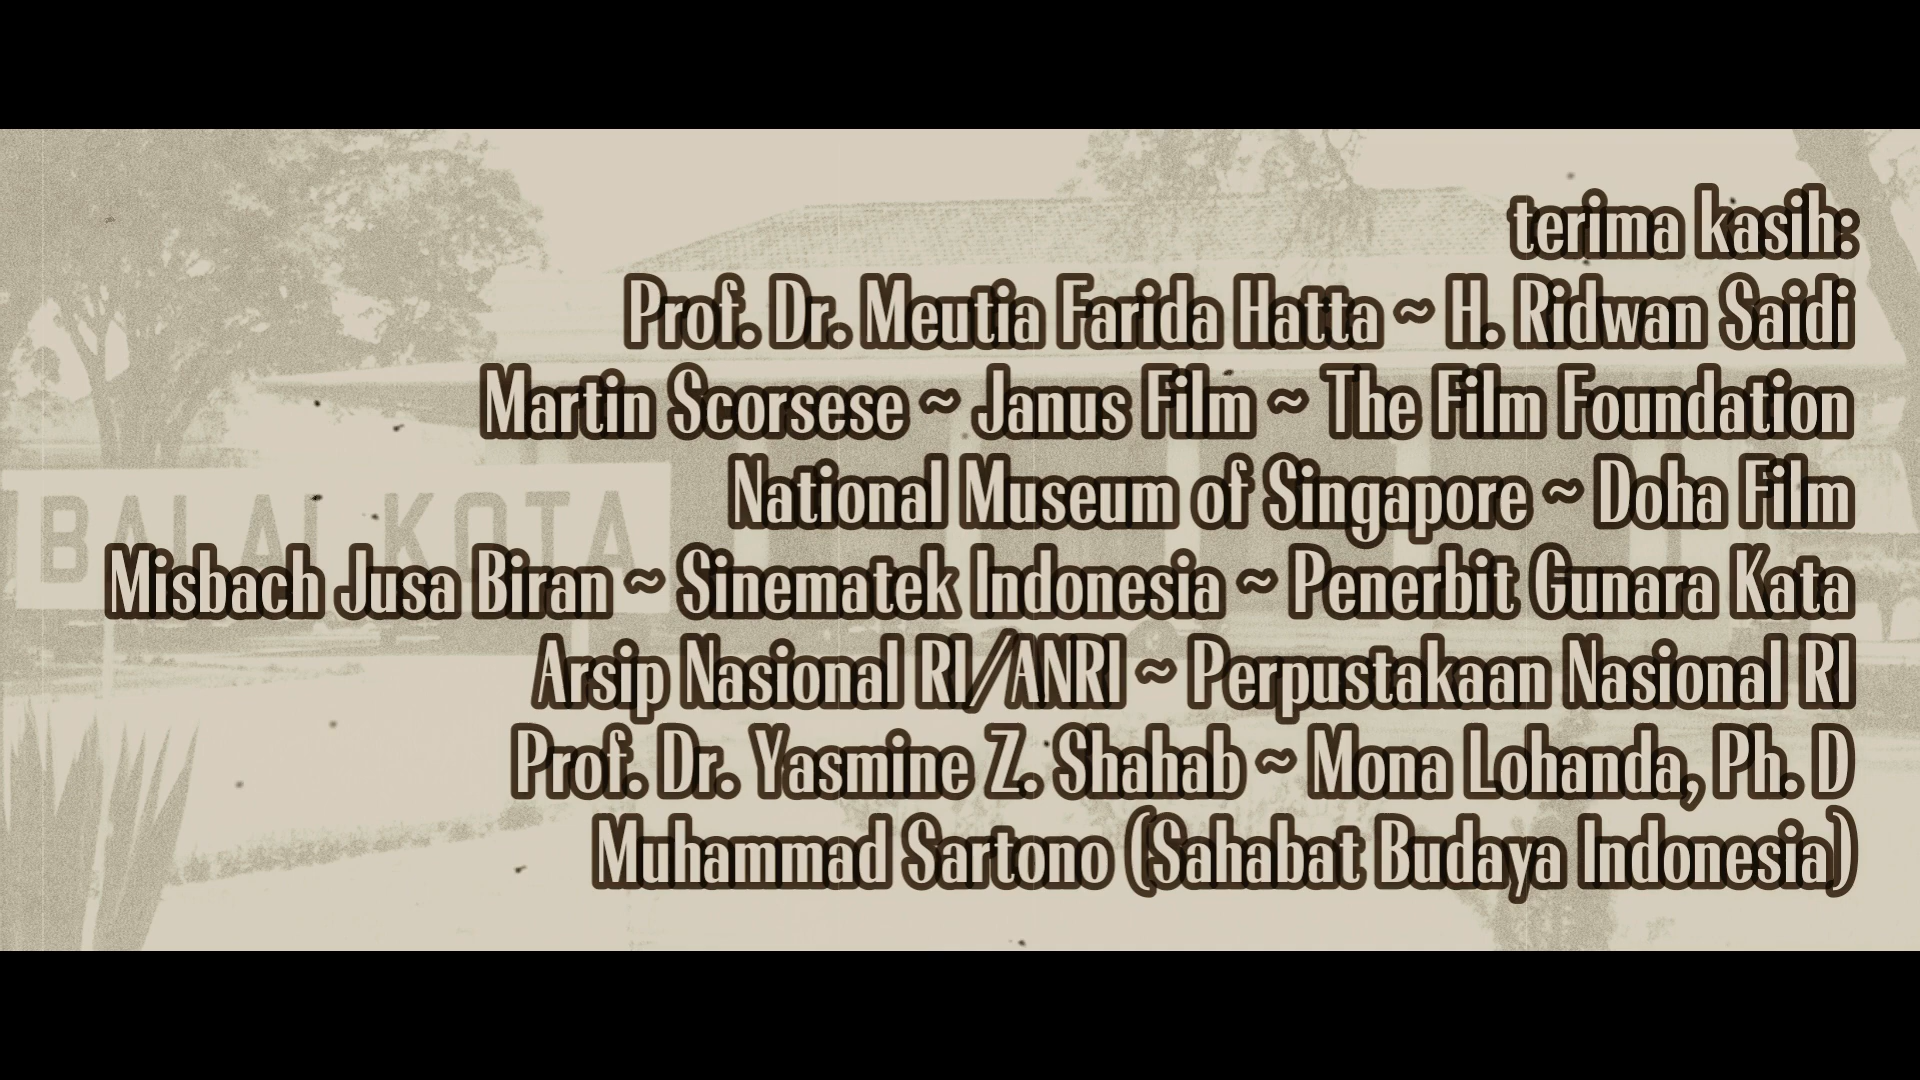 terima kasih:
Prof. Dr. Meutia Farida Hatta ~ H. Ridwan Saidi
Martin Scorsese ~ Janus Film ~ The Film Foundation
National Museum of Singapore ~ Doha Film
BALAI KOTA
Misbach Jusa Biran ~ Sinematek Indonesia ~ Penerbit Gunara Kata
Arsip Nasional RI/ANRI ~ Perpustakaan Nasional RI
Prof. Dr. Yasmine Z. Shahab ~ Mona Lohanda, Ph. D
Muhammad Sartono (Sahabat Budaya Indonesia)